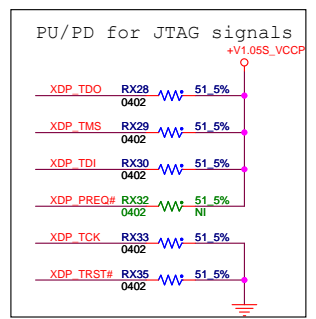 PU/PD for JTAG signals
+V1.05S_VCCP
XDP_TDO RX28 51_5%
0402
XDP_TMS RX29 51_5%
0402
XDP_TDI RX30 51_5%
0402
XDP_PREQ# RX32 51_5%
0402 NI
XDP_TCK RX33 51_5%
0402
XDP_TRST# RX35 51_5%
0402